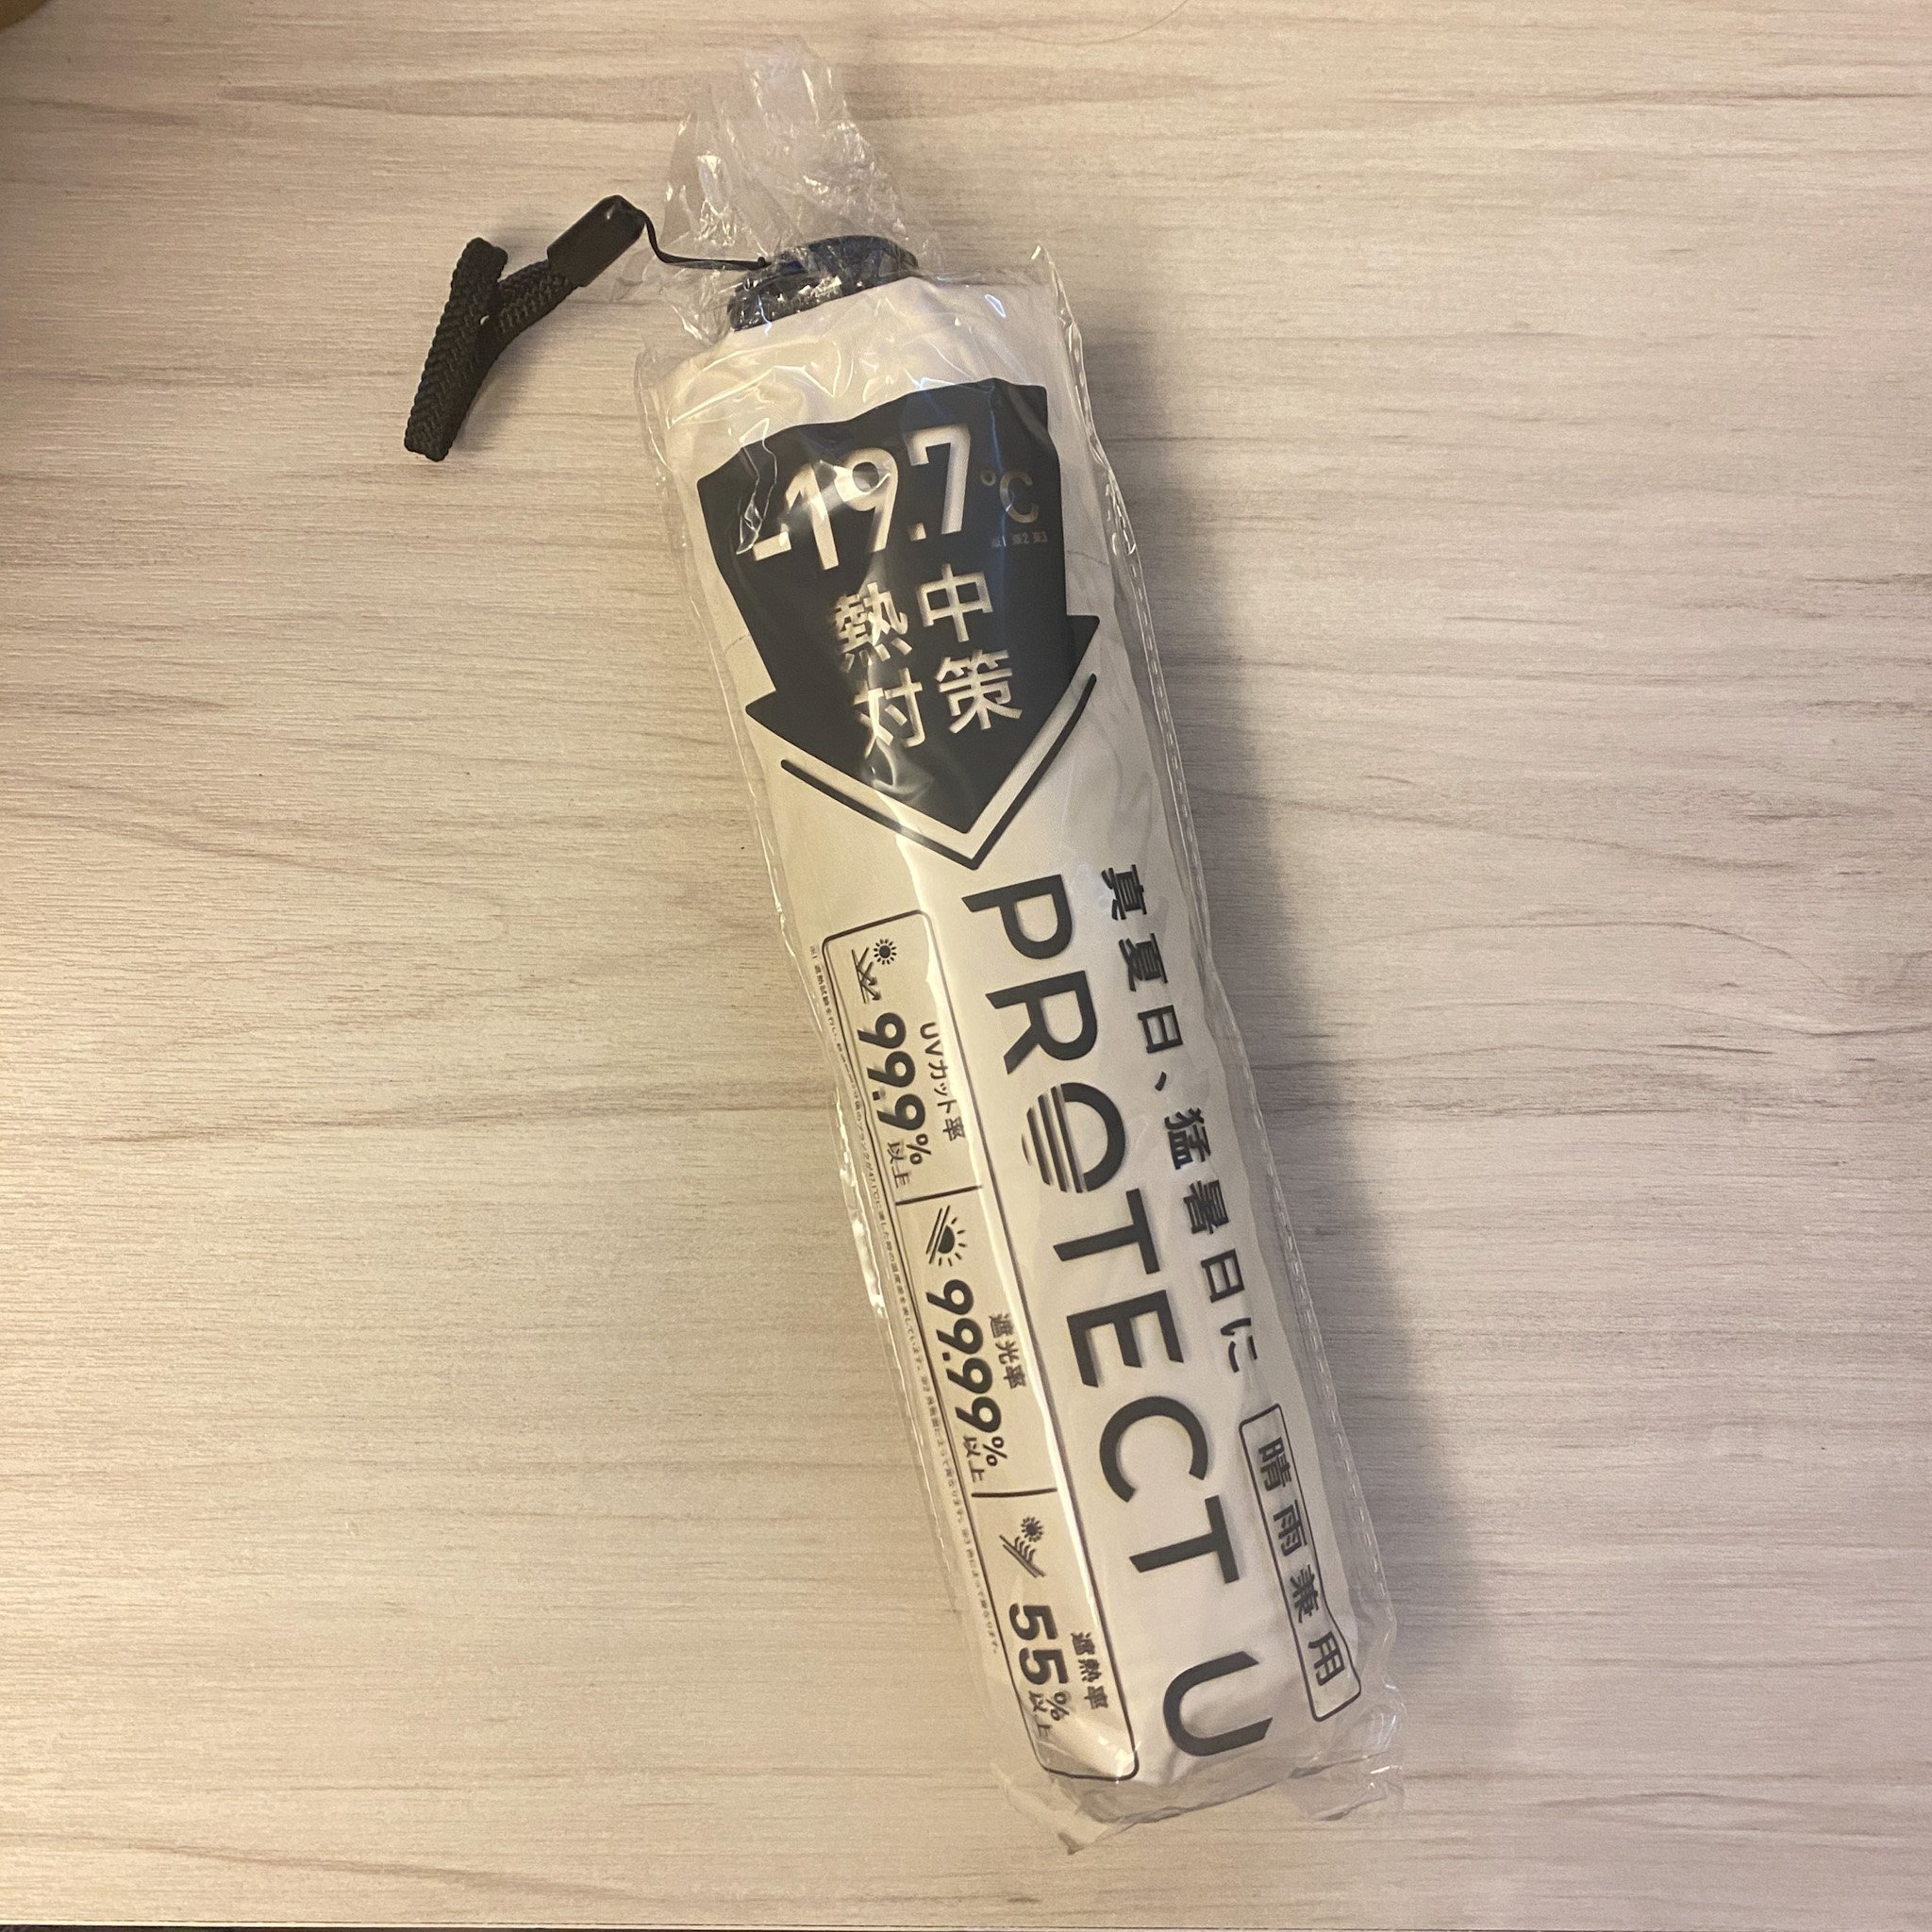 -19.7℃
※1 ※2 ※3
熱中
対策
真夏日、猛暑日に
晴雨兼用
PROTECT U
UVカット率
99.9%以上
遮光率
99.99%以上
遮熱率
55%以上